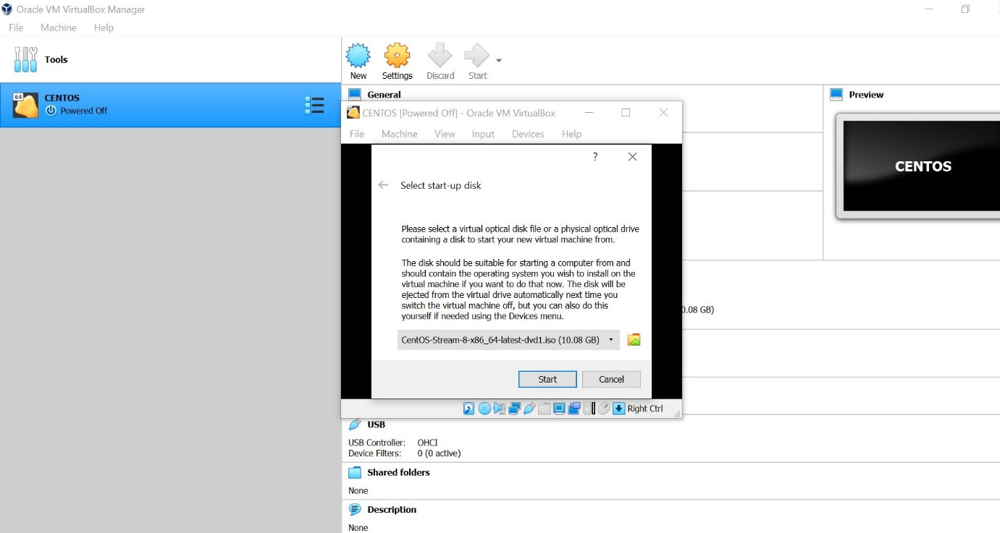 Oracle VM VirtualBox Manager
File Machine Help
Tools
64
CENTOS
Powered Off
New Settings Discard Start
General
Preview
CENTOS
CENTOS [Powered Off] - Oracle VM VirtualBox
File Machine View Input Devices Help
?
Select start-up disk
Please select a virtual optical disk file or a physical optical drive
containing a disk to start your new virtual machine from.
The disk should be suitable for starting a computer from and
should contain the operating system you wish to install on the
virtual machine if you want to do that now. The disk will be
ejected from the virtual drive automatically next time you
switch the virtual machine off, but you can also do this
yourself if needed using the Devices menu.
CentOS-Stream-8-x86_64-latest-dvd1.iso (10.08 GB)
Start Cancel
Right Ctrl
0.08 GB)
USB
USB Controller: OHCI
Device Filters: 0 (0 active)
Shared folders
None
Description
None